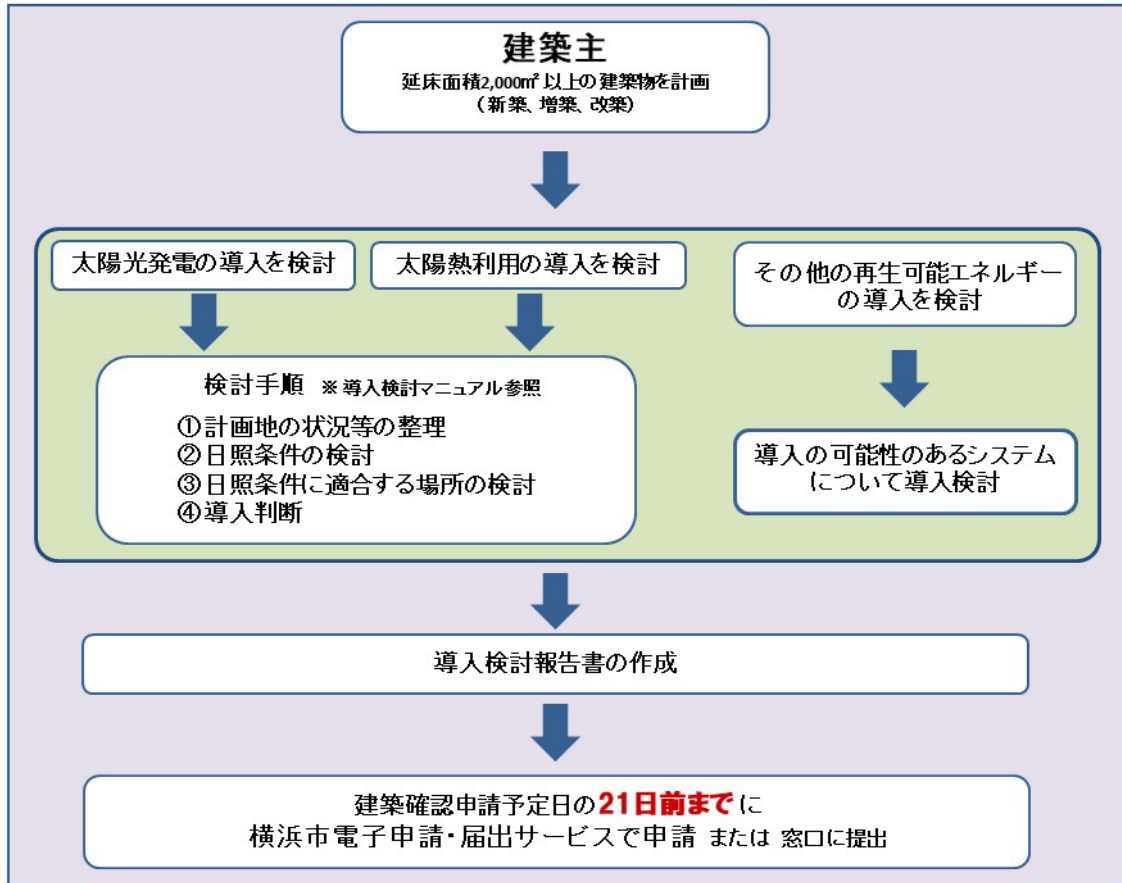 建築主
延床面積2,000㎡以上の建築物を計画
（新築、増築、改築）
太陽光発電の導入を検討
太陽熱利用の導入を検討
その他の再生可能エネルギー
の導入を検討
検討手順 ※導入検討マニュアル参照
①計画地の状況等の整理
②日照条件の検討
③日照条件に適合する場所の検討
④導入判断
導入の可能性のあるシステム
について導入検討
導入検討報告書の作成
建築確認申請予定日の21日前までに
横浜市電子申請・届出サービスで申請 または 窓口に提出